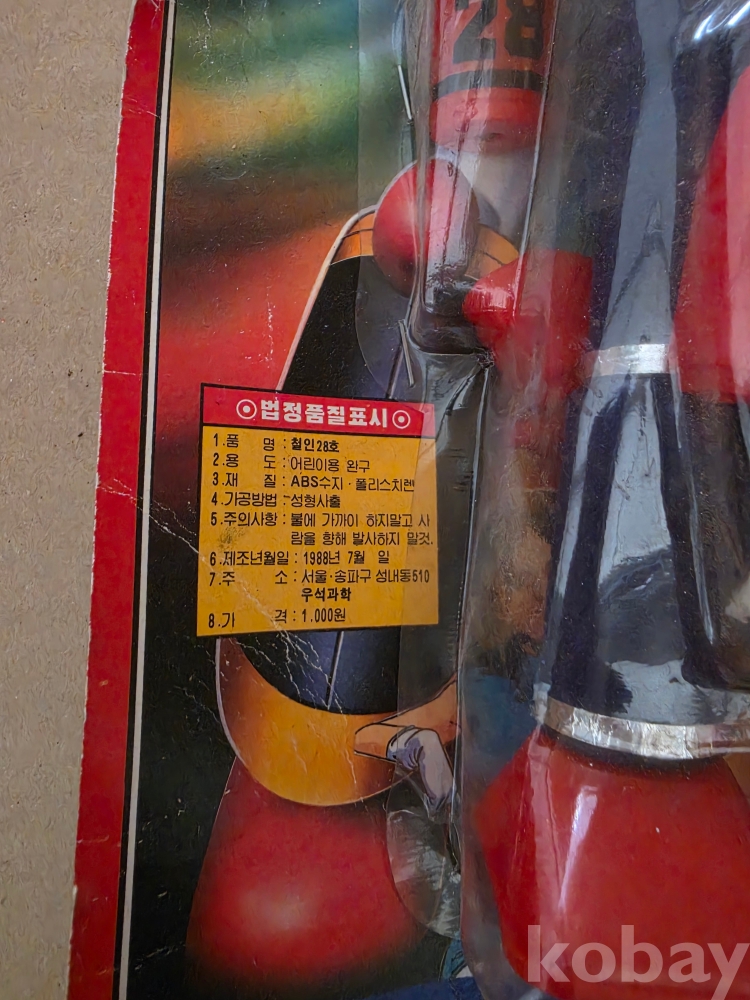 28
⊙법정품질표시⊙
1.품 명 : 철인28호
2.용 도 : 어린이용 완구
3.재 질 : ABS수지·폴리스치렌
4.가공방법 : 성형사출
5.주의사항 : 불에 가까이 하지말고 사
람을 향해 발사하지 말것.
6.제조년월일 : 1988년 7월 일
7.주 소 : 서울·송파구 성내동510
우석과학
8.가 격 : 1.000원
kobay